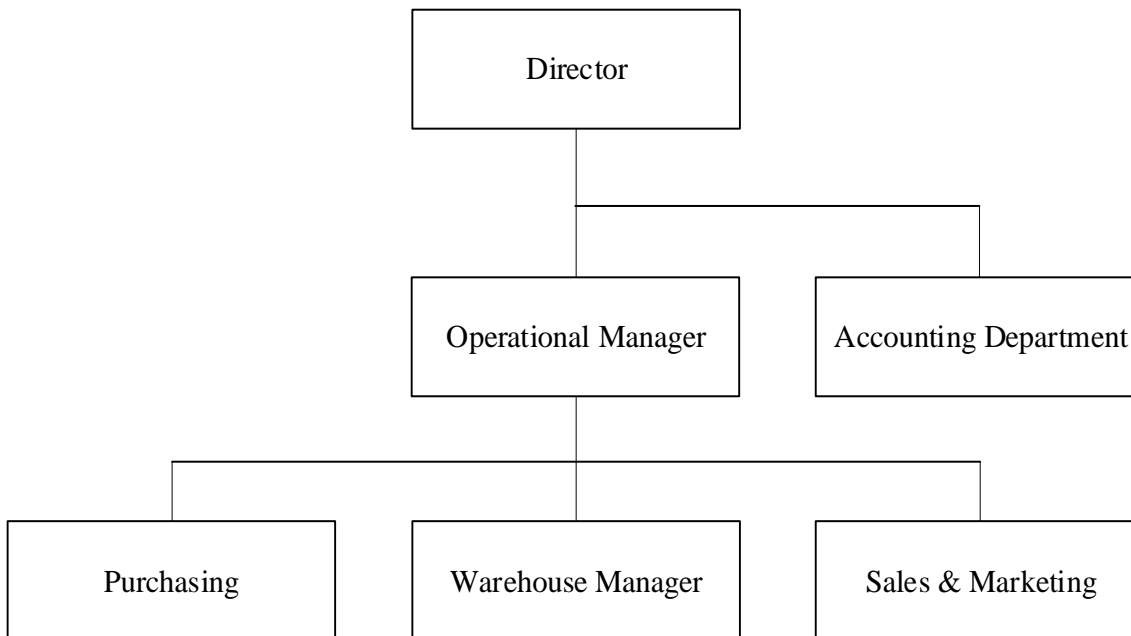 Director
Operational Manager
Accounting Department
Purchasing
Warehouse Manager
Sales & Marketing